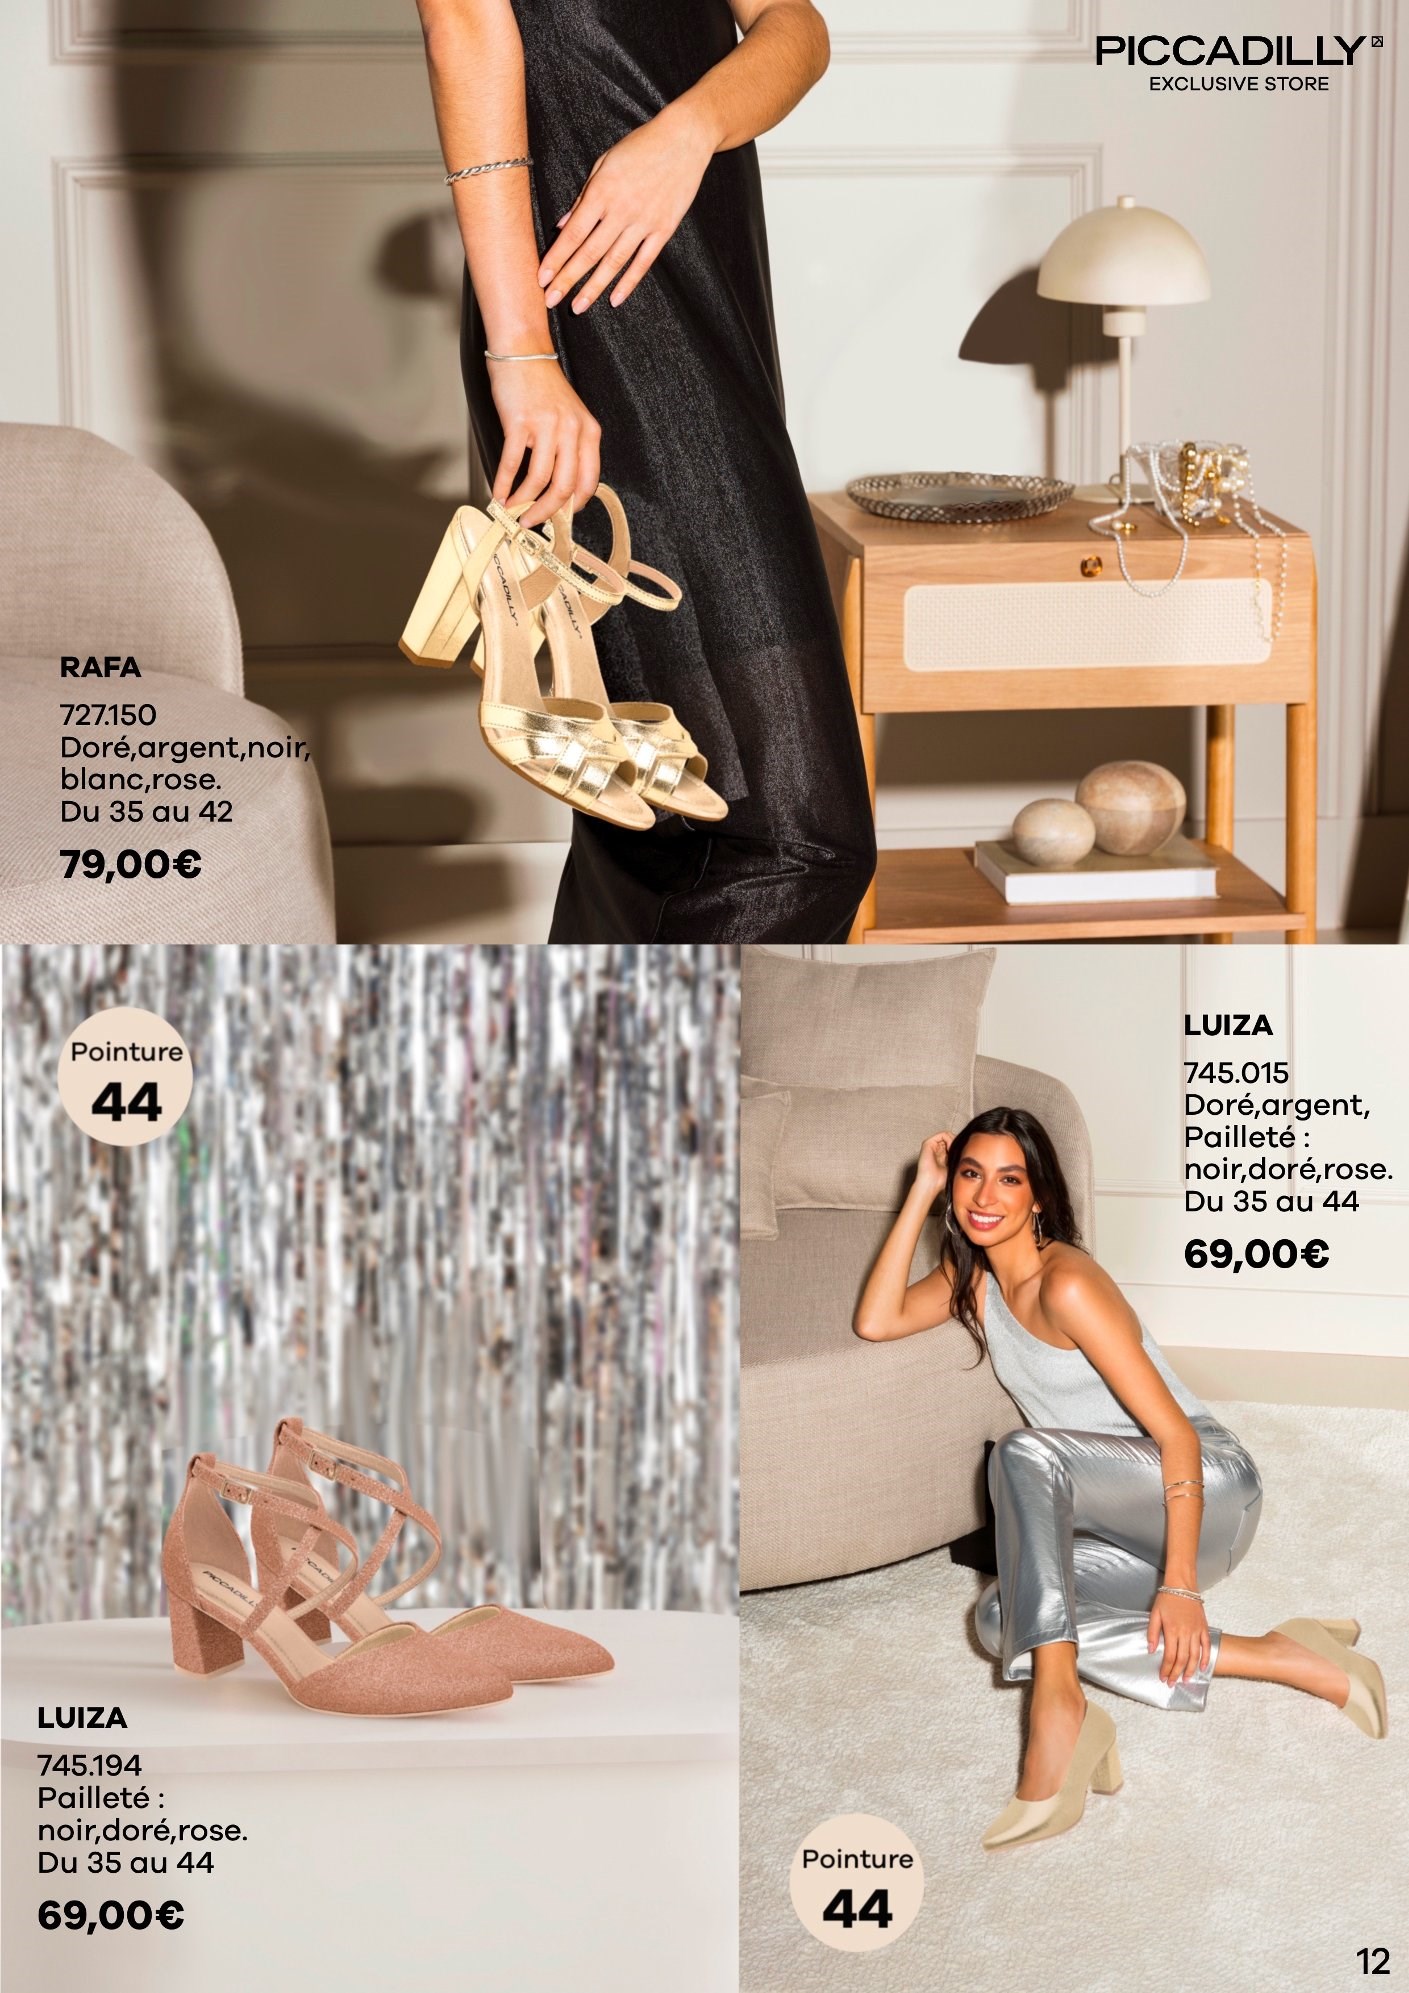 PICCADILLY
EXCLUSIVE STORE
RAFA
727.150
Doré,argent,noir,
blanc,rose.
Du 35 au 42
79,00€
Pointure
44
LUIZA
745.015
Doré,argent,
Pailleté :
noir,doré,rose.
Du 35 au 44
69,00€
PICCADILLY
LUIZA
745.194
Pailleté :
noir,doré,rose.
Du 35 au 44
69,00€
Pointure
44
12